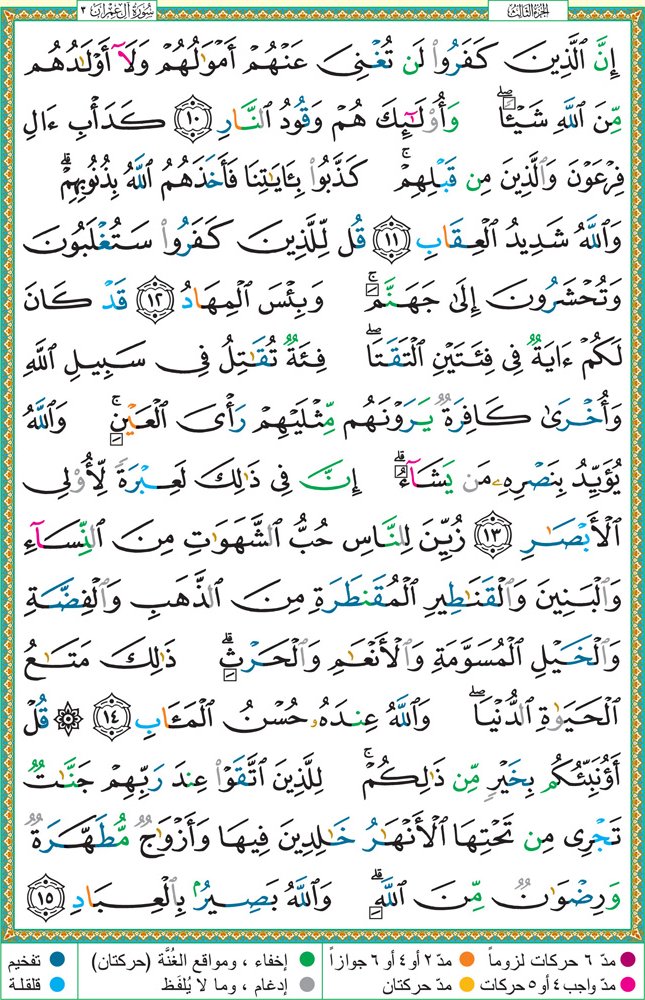 الجزء الثالث
سورة آل عمران ٣
إِنَّ ٱلَّذِينَ كَفَرُوا۟ لَن تُغْنِىَ عَنْهُمْ أَمْوَٰلُهُمْ وَلَآ أَوْلَٰدُهُم
مِّنَ ٱللَّهِ شَيْـًٔا ۖ وَأُو۟لَٰٓئِكَ هُمْ وَقُودُ ٱلنَّارِ ١٠ كَدَأْبِ ءَالِ
فِرْعَوْنَ وَٱلَّذِينَ مِن قَبْلِهِمْ ۚ كَذَّبُوا۟ بِـَٔايَٰتِنَا فَأَخَذَهُمُ ٱللَّهُ بِذُنُوبِهِمْ ۗ
وَٱللَّهُ شَدِيدُ ٱلْعِقَابِ ١١ قُل لِّلَّذِينَ كَفَرُوا۟ سَتُغْلَبُونَ
وَتُحْشَرُونَ إِلَىٰ جَهَنَّمَ ۚ وَبِئْسَ ٱلْمِهَادُ ١٢ قَدْ كَانَ
لَكُمْ ءَايَةٌ فِى فِئَتَيْنِ ٱلْتَقَتَا ۖ فِئَةٌ تُقَٰتِلُ فِى سَبِيلِ ٱللَّهِ
وَأُخْرَىٰ كَافِرَةٌ يَرَوْنَهُم مِّثْلَيْهِمْ رَأْىَ ٱلْعَيْنِ ۚ وَٱللَّهُ
يُؤَيِّدُ بِنَصْرِهِۦ مَن يَشَآءُ ۗ إِنَّ فِى ذَٰلِكَ لَعِبْرَةً لِّأُو۟لِى
ٱلْأَبْصَٰرِ ١٣ زُيِّنَ لِلنَّاسِ حُبُّ ٱلشَّهَوَٰتِ مِنَ ٱلنِّسَآءِ
وَٱلْبَنِينَ وَٱلْقَنَٰطِيرِ ٱلْمُقَنطَرَةِ مِنَ ٱلذَّهَبِ وَٱلْفِضَّةِ
وَٱلْخَيْلِ ٱلْمُسَوَّمَةِ وَٱلْأَنْعَٰمِ وَٱلْحَرْثِ ۗ ذَٰلِكَ مَتَٰعُ
ٱلْحَيَوٰةِ ٱلدُّنْيَا ۖ وَٱللَّهُ عِندَهُۥ حُسْنُ ٱلْمَـَٔابِ ١٤ ۞ قُلْ
أَؤُنَبِّئُكُم بِخَيْرٍ مِّن ذَٰلِكُمْ ۚ لِلَّذِينَ ٱتَّقَوْا۟ عِندَ رَبِّهِمْ جَنَّٰتٌ
تَجْرِى مِن تَحْتِهَا ٱلْأَنْهَٰرُ خَٰلِدِينَ فِيهَا وَأَزْوَٰجٌ مُّطَهَّرَةٌ
وَرِضْوَٰنٌ مِّنَ ٱللَّهِ ۗ وَٱللَّهُ بَصِيرٌۢ بِٱلْعِبَادِ ١٥
مدّ ٦ حركات لزوماً مدّ ٢ أو ٤ أو ٦ جوازاً إخفاء ، ومواقع الغُنَّة (حركتان) تفخيم
مدّ واجب ٤ أو ٥ حركات مدّ حركتان إدغام ، وما لا يُلفَظ قلقلة